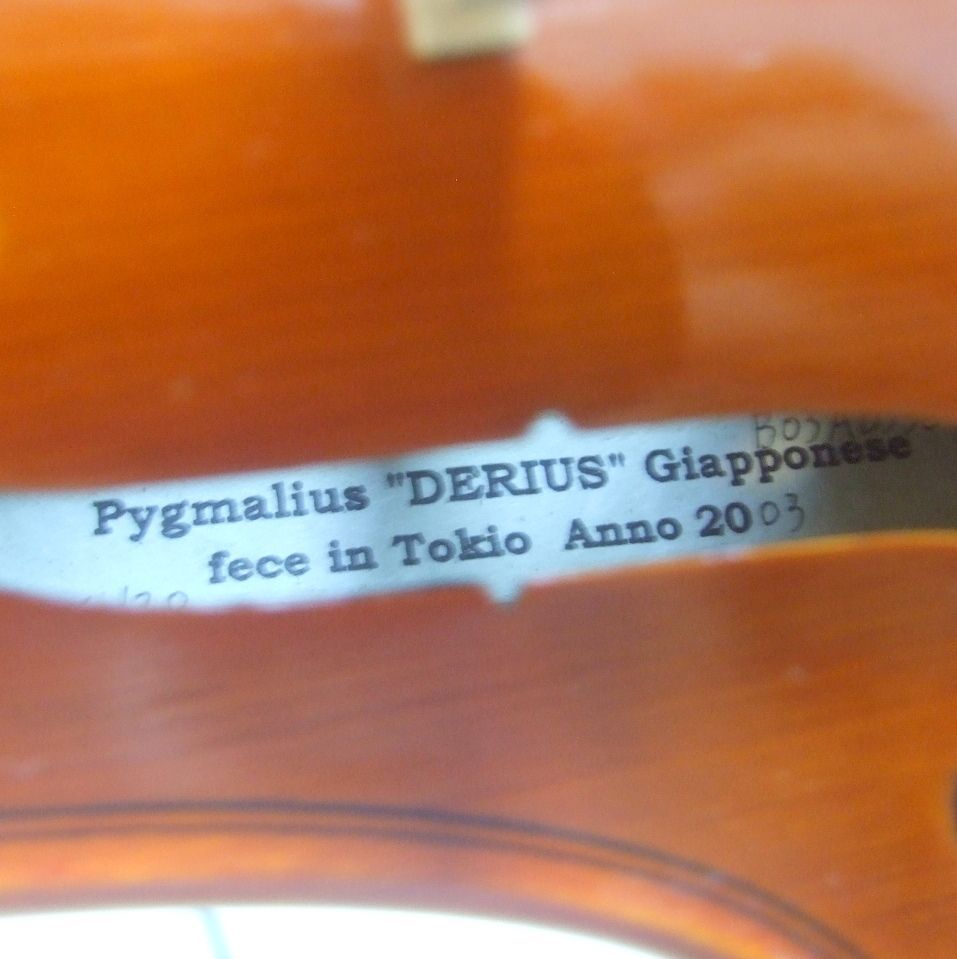 Pygmalius "DERIUS" Giapponese
fece in Tokio Anno 2003